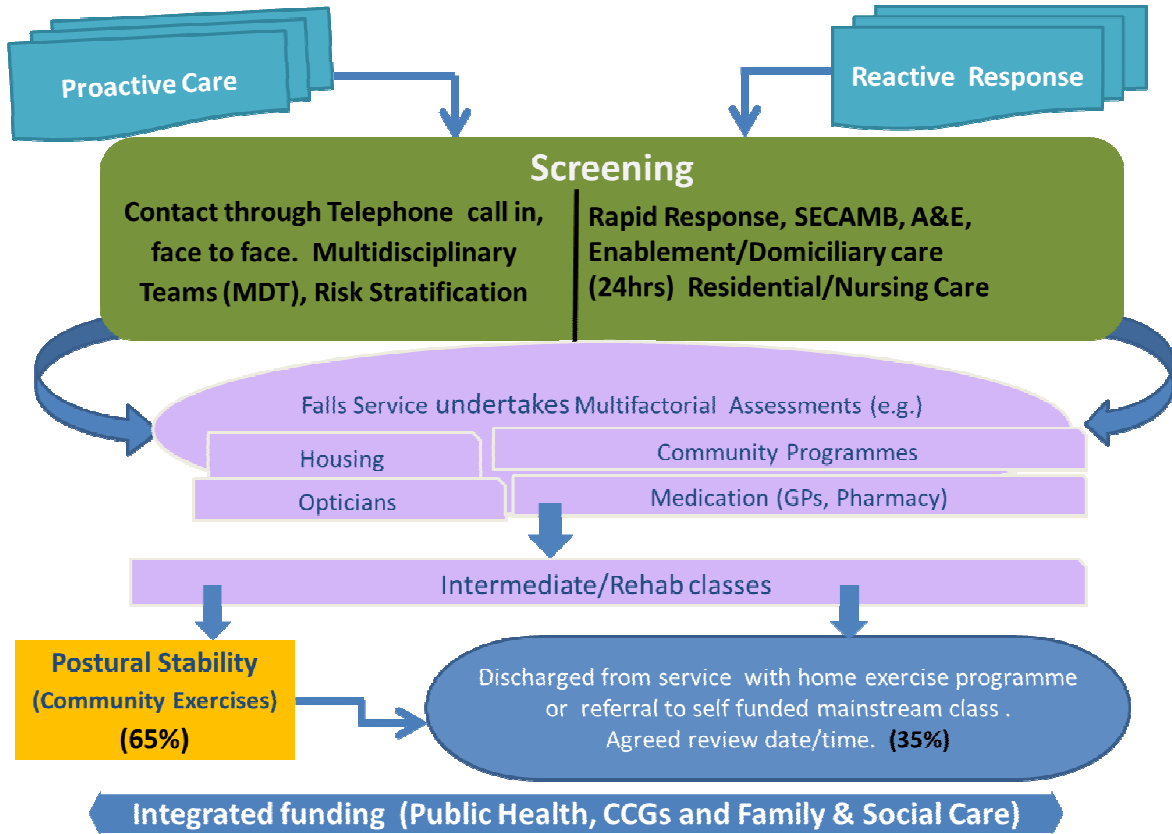 Proactive Care
Reactive Response
Screening
Contact through Telephone call in,
face to face. Multidisciplinary
Teams (MDT), Risk Stratification
Rapid Response, SECAMB, A&E,
Enablement/Domiciliary care
(24hrs) Residential/Nursing Care
Falls Service undertakes Multifactorial Assessments (e.g.)
Housing
Community Programmes
Opticians
Medication (GPs, Pharmacy)
Intermediate/Rehab classes
Postural Stability
(Community Exercises)
(65%)
Discharged from service with home exercise programme
or referral to self funded mainstream class .
Agreed review date/time. (35%)
Integrated funding (Public Health, CCGs and Family & Social Care)